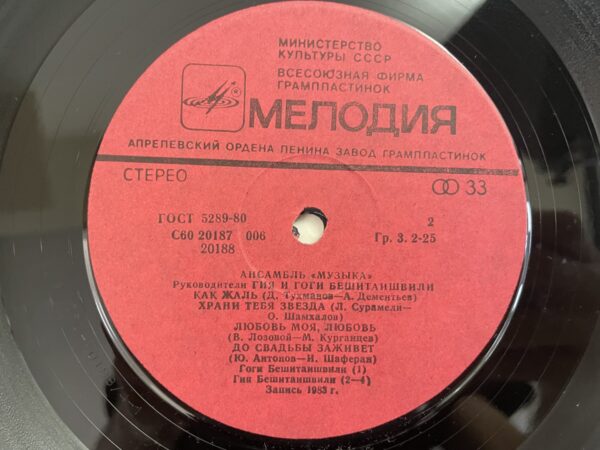 МИНИСТЕРСТВО
КУЛЬТУРЫ СССР
ВСЕСОЮЗНАЯ ФИРМА
ГРАМПЛАСТИНОК
МЕЛОДИЯ
АПРЕЛЕВСКИЙ ОРДЕНА ЛЕНИНА ЗАВОД ГРАМПЛАСТИНОК
СТЕРЕО
33
ГОСТ 5289-80
2
С60 20187 006
Гр. 3. 2-25
20188
АНСАМБЛЬ «МУЗЫКА»
Руководители ГИЯ И ГОГИ БЕШИТАИШВИЛИ
КАК ЖАЛЬ (Д. Тухманов—А. Дементьев)
ХРАНИ ТЕБЯ ЗВЕЗДА (Л. Сурамели—
О. Шамхалов)
ЛЮБОВЬ МОЯ, ЛЮБОВЬ
(В. Лозовой—М. Курганцев)
ДО СВАДЬБЫ ЗАЖИВЕТ
(Ю. Антонов—И. Шаферан)
Гоги Бешитаишвили (1)
Гия Бешитаишвили (2—4)
Запись 1983 г.